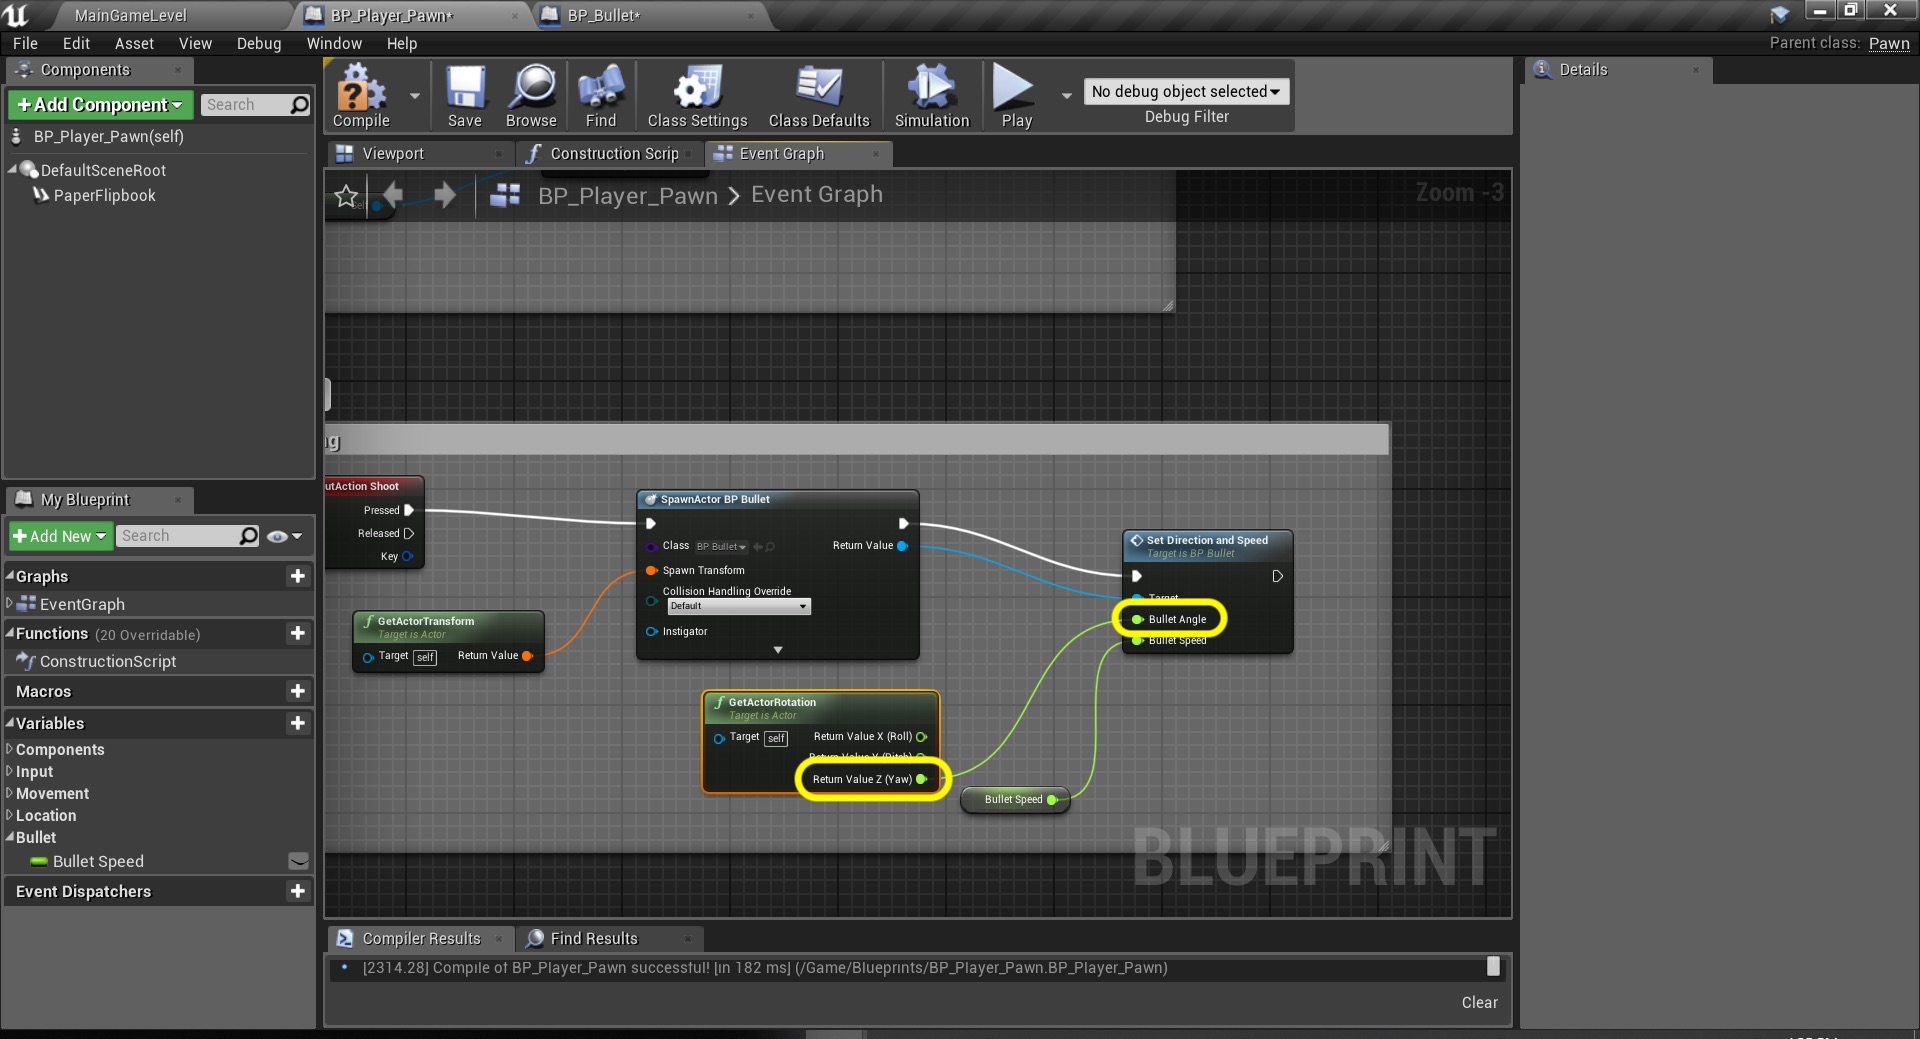 MainGameLevel
BP_Player_Pawn*
BP_Bullet*
File Edit Asset View Debug Window Help
Parent class: Pawn
Components
+Add Component
Search
BP_Player_Pawn(self)
DefaultSceneRoot
PaperFlipbook
Compile
Save
Browse
Find
Class Settings
Class Defaults
Simulation
Play
No debug object selected
Debug Filter
Details
Viewport
Construction Scrip
Event Graph
BP_Player_Pawn > Event Graph
Zoom -3
self
ng
utAction Shoot
Pressed
Released
Key
GetActorTransform
Target is Actor
Target self
Return Value
SpawnActor BP Bullet
Class BP Bullet
Return Value
Spawn Transform
Collision Handling Override
Default
Instigator
Set Direction and Speed
Target is BP Bullet
Target
Bullet Angle
Bullet Speed
GetActorRotation
Target is Actor
Target self
Return Value X (Roll)
Return Value Y (Pitch)
Return Value Z (Yaw)
Bullet Speed
BLUEPRINT
My Blueprint
+Add New
Search
Graphs
EventGraph
Functions (20 Overridable)
ConstructionScript
Macros
Variables
Components
Input
Movement
Location
Bullet
Bullet Speed
Event Dispatchers
Compiler Results
Find Results
[2314.28] Compile of BP_Player_Pawn successful! [in 182 ms] (/Game/Blueprints/BP_Player_Pawn.BP_Player_Pawn)
Clear